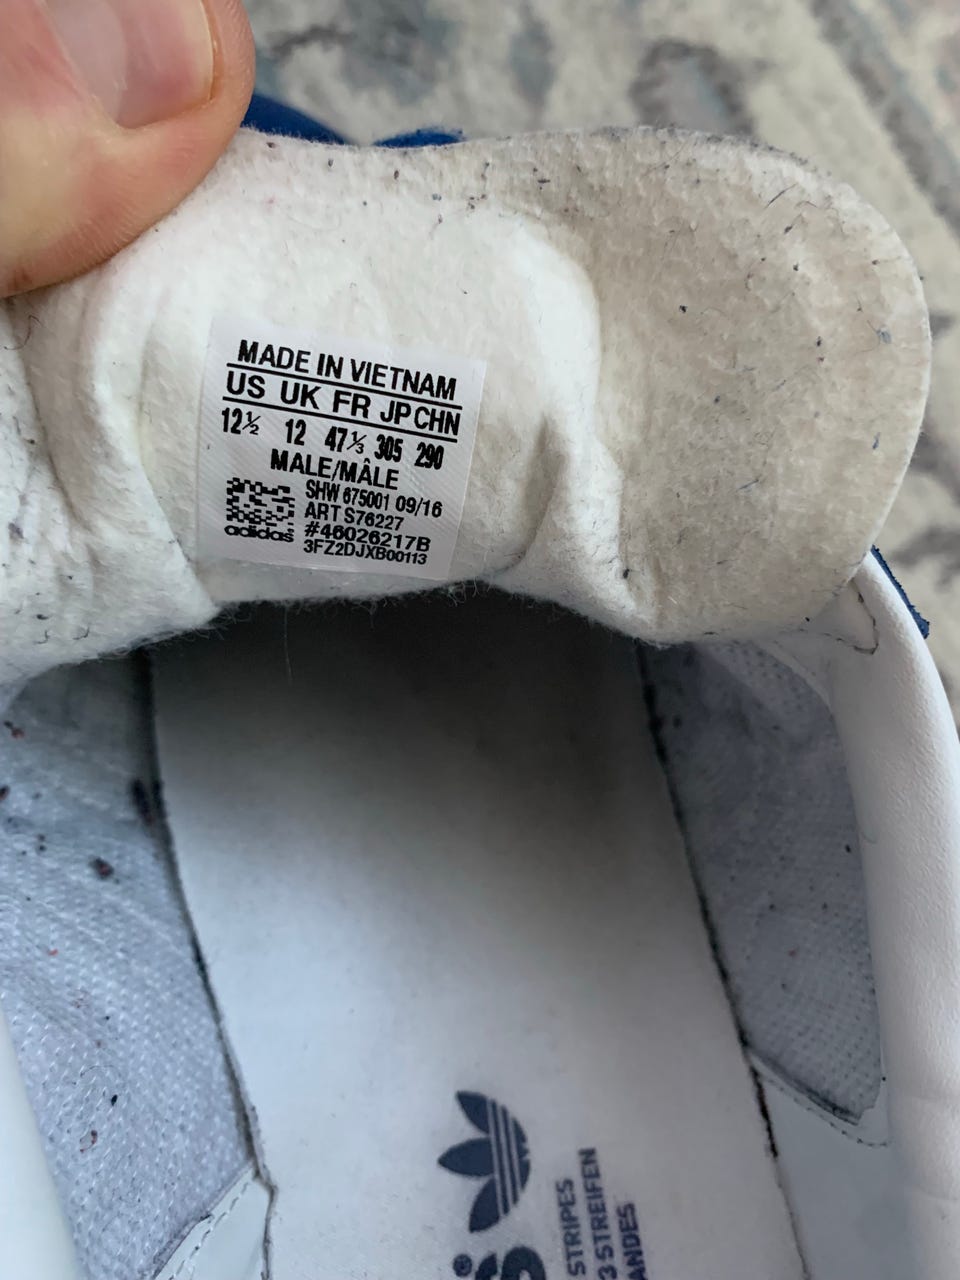 MADE IN VIETNAM
US UK FR JP CHN
12½ 12 47⅓ 305 290
MALE/MÂLE
SHW 675001 09/16
ART S76227
#46026217B
adidas 3FZ2DJXB00113
STRIPES
3 STREIFEN
ANDES